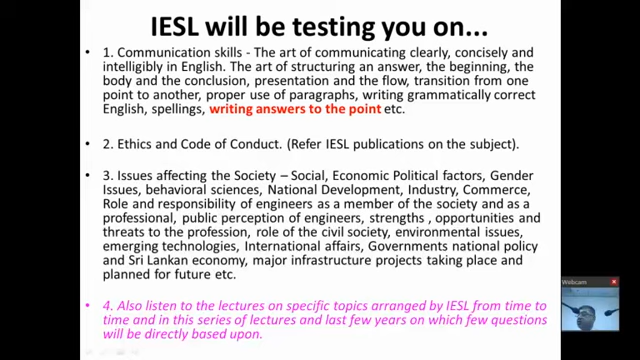 IESL will be testing you on...
• 1. Communication skills - The art of communicating clearly, concisely and
intelligibly in English. The art of structuring an answer, the beginning, the
body and the conclusion, presentation and the flow, transition from one
point to another, proper use of paragraphs, writing grammatically correct
English, spellings, writing answers to the point etc.
• 2. Ethics and Code of Conduct. (Refer IESL publications on the subject).
• 3. Issues affecting the Society – Social, Economic Political factors, Gender
Issues, behavioral sciences, National Development, Industry, Commerce,
Role and responsibility of engineers as a member of the society and as a
professional, public perception of engineers, strengths , opportunities and
threats to the profession, role of the civil society, environmental issues,
emerging technologies, International affairs, Governments national policy
and Sri Lankan economy, major infrastructure projects taking place and
planned for future etc.
• 4. Also listen to the lectures on specific topics arranged by IESL from time to
time and in this series of lectures and last few years on which few questions
will be directly based upon.
Webcam